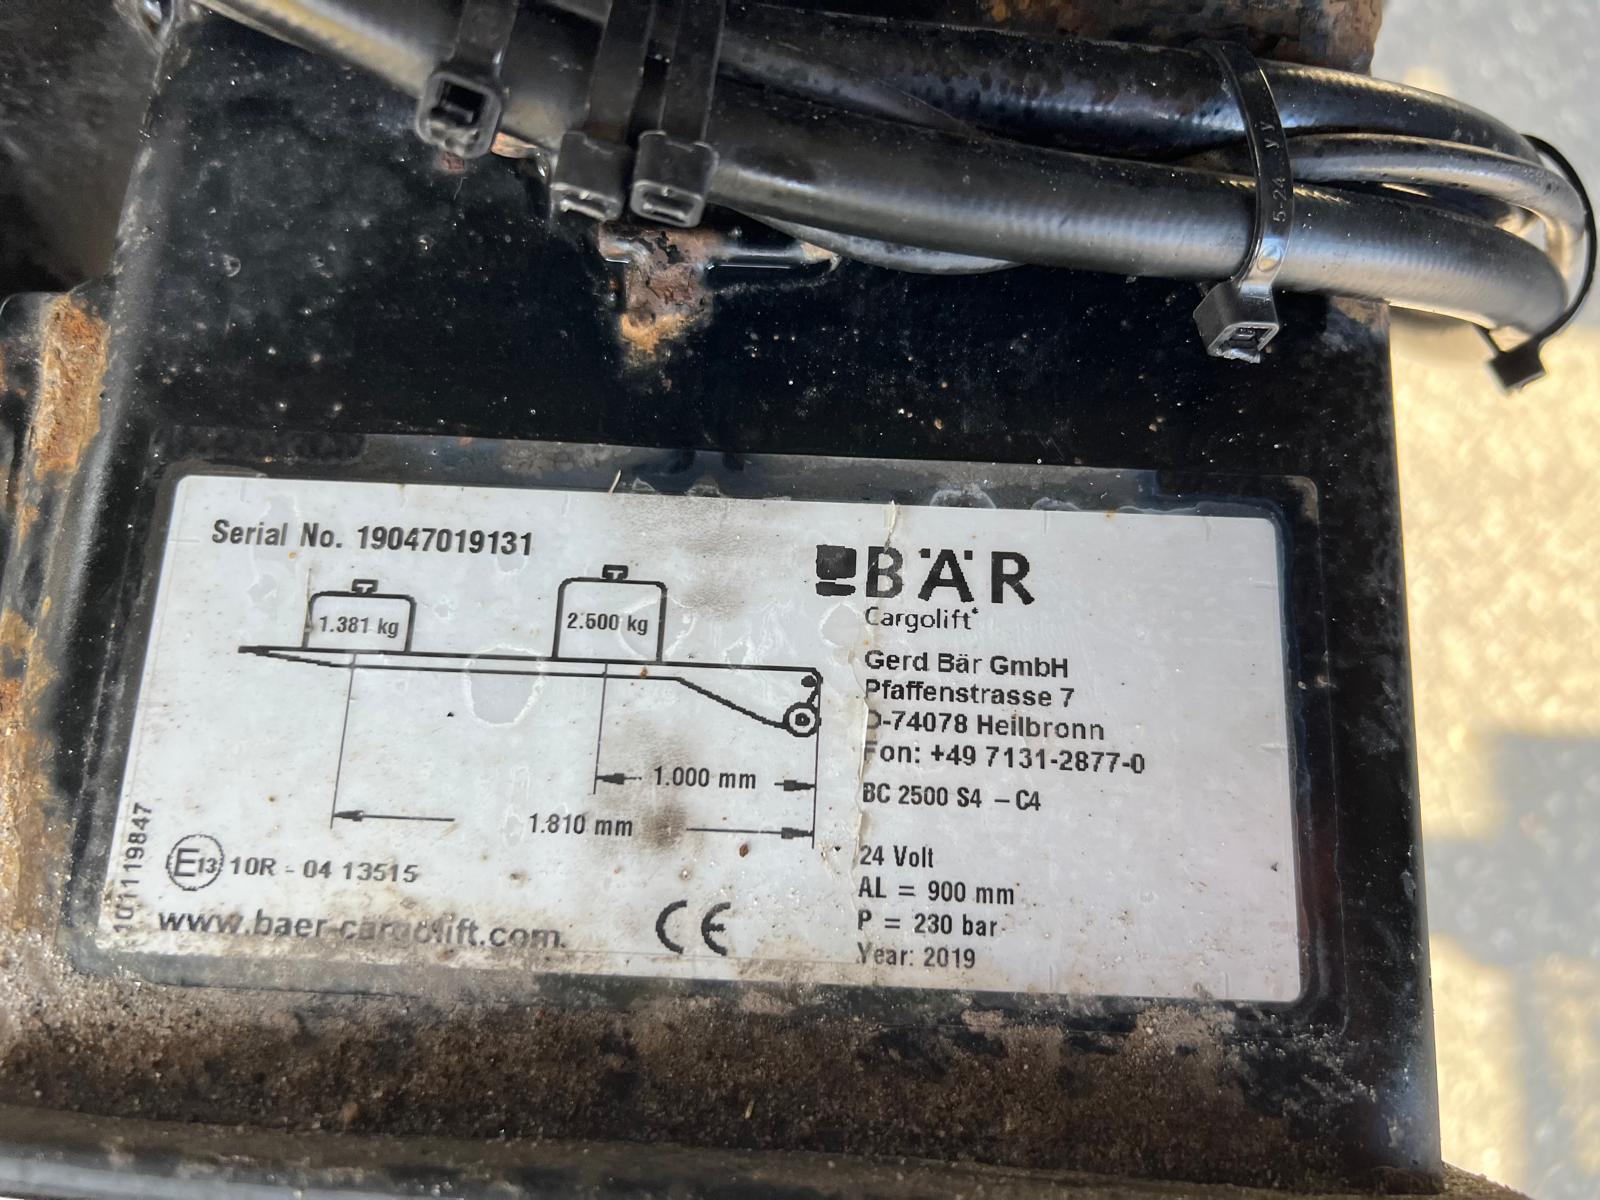 Serial No. 19047019131
1.381 kg
2.500 kg
1.000 mm
1.810 mm
E13 10R - 04 13515
www.baer-cargolift.com
101119847
CE
BÄR
Cargolift
Gerd Bär GmbH
Pfaffenstrasse 7
D-74078 Heilbronn
Fon: +49 7131-2877-0
BC 2500 S4 – C4
24 Volt
AL = 900 mm
P = 230 bar
Year: 2019